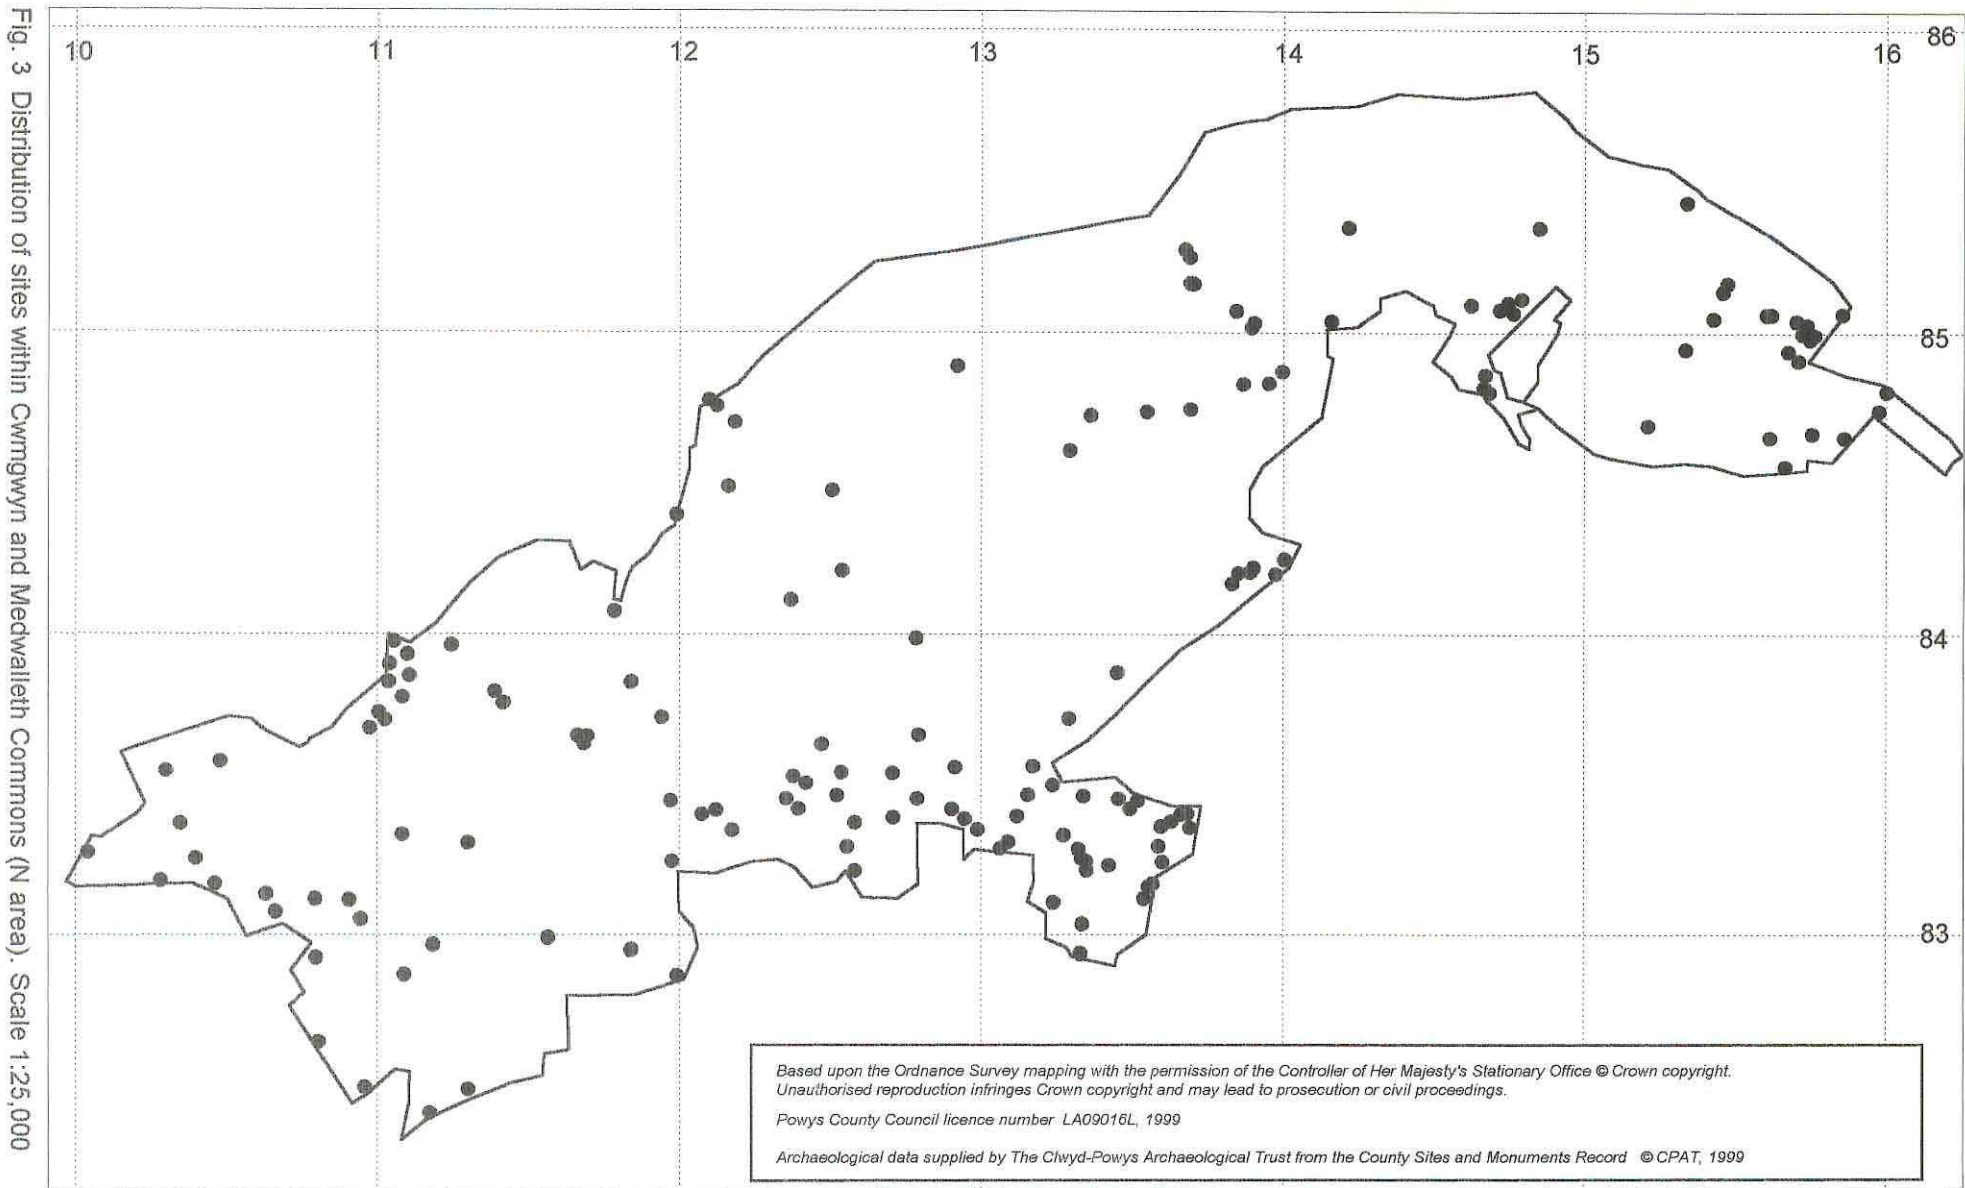 10 11 12 13 14 15 16 86
85
84
83
Based upon the Ordnance Survey mapping with the permission of the Controller of Her Majesty's Stationary Office © Crown copyright.
Unauthorised reproduction infringes Crown copyright and may lead to prosecution or civil proceedings.
Powys County Council licence number LA09016L, 1999
Archaeological data supplied by The Clwyd-Powys Archaeological Trust from the County Sites and Monuments Record © CPAT, 1999
Fig. 3 Distribution of sites within Cwmgwyn and Medwalleth Commons (N area). Scale 1:25,000